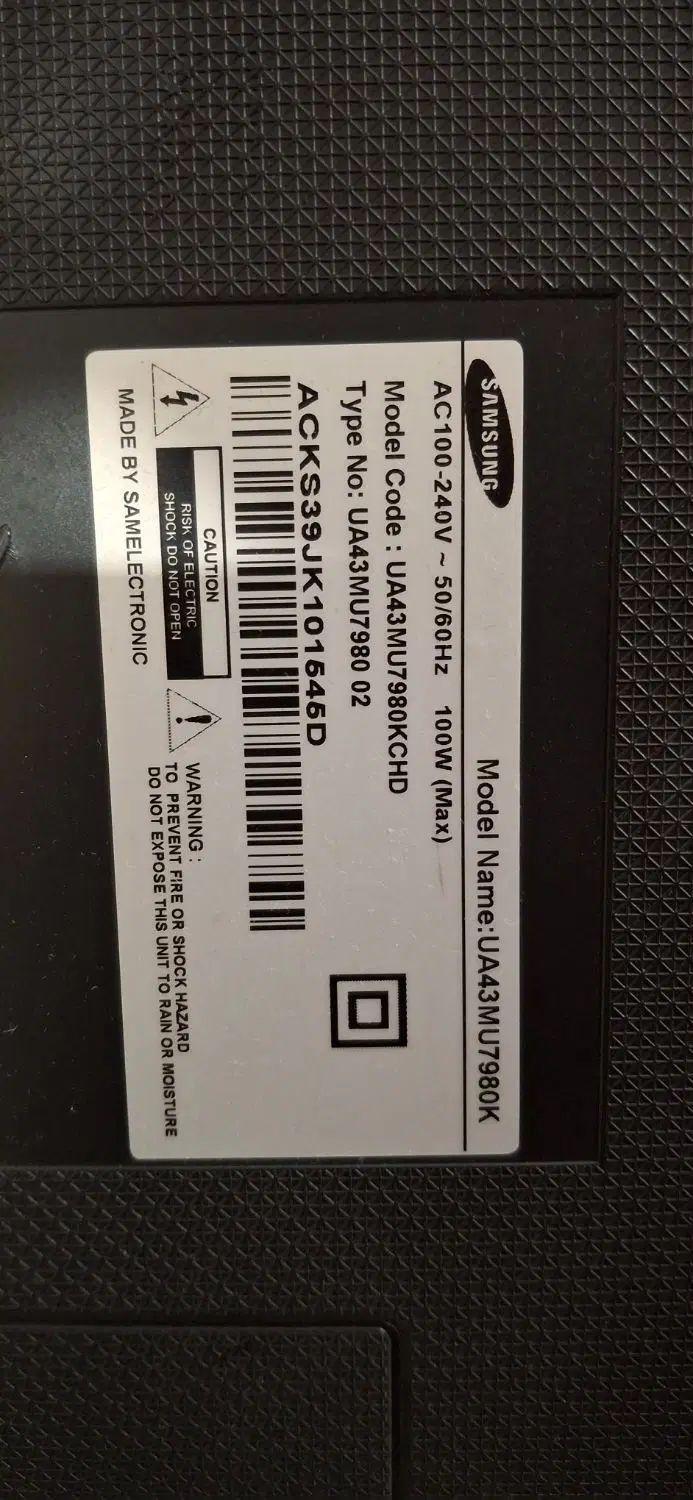 SAMSUNG
Model Name:UA43MU7980K
AC100-240V ~ 50/60Hz 100W (Max)
Model Code : UA43MU7980KCHD
Type No: UA43MU7980 02
ACKS39JK101545D
CAUTION
RISK OF ELECTRIC
SHOCK DO NOT OPEN
WARNING :
TO PREVENT FIRE OR SHOCK HAZARD
DO NOT EXPOSE THIS UNIT TO RAIN OR MOISTURE
MADE BY SAMELECTRONIC